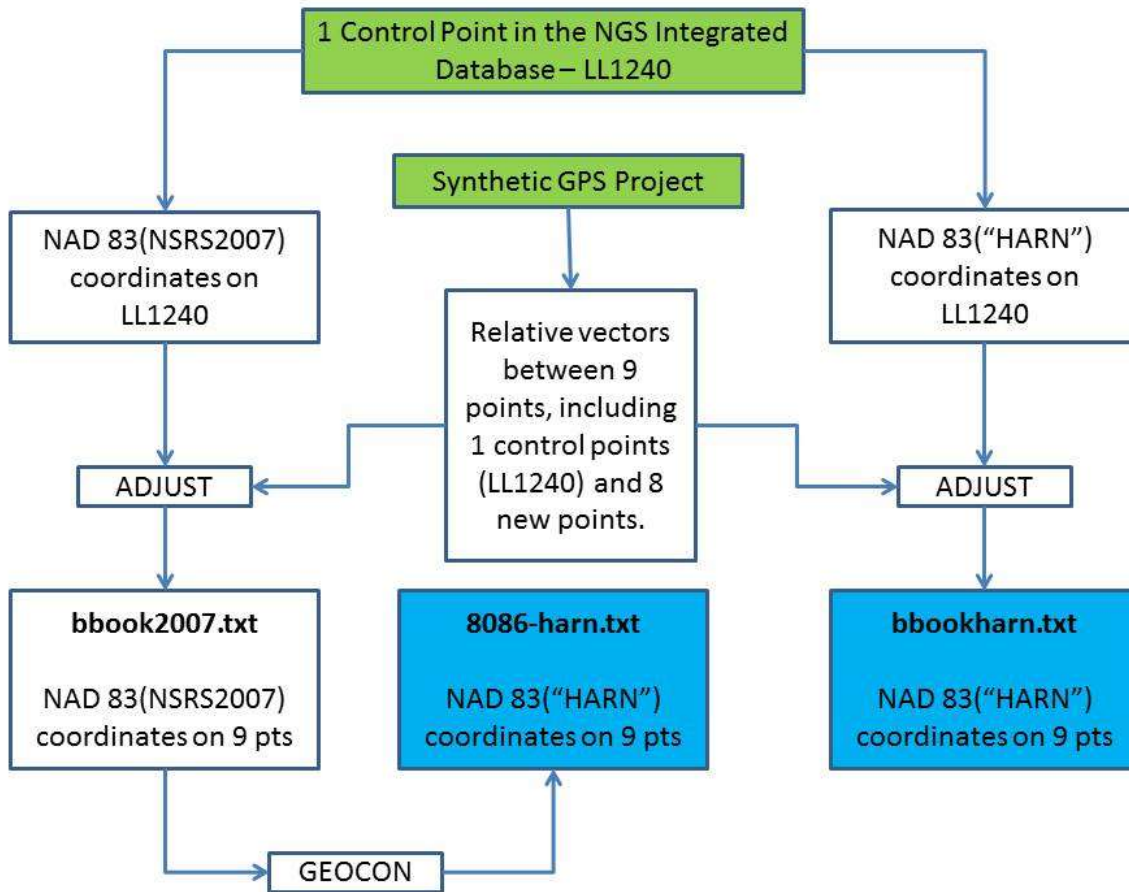 1 Control Point in the NGS Integrated
Database – LL1240
Synthetic GPS Project
NAD 83(NSRS2007)
coordinates on
LL1240
NAD 83(“HARN”)
coordinates on
LL1240
Relative vectors
between 9
points, including
1 control points
(LL1240) and 8
new points.
ADJUST
ADJUST
bbook2007.txt
NAD 83(NSRS2007)
coordinates on 9 pts
8086-harn.txt
NAD 83(“HARN”)
coordinates on 9 pts
bbookharn.txt
NAD 83(“HARN”)
coordinates on 9 pts
GEOCON